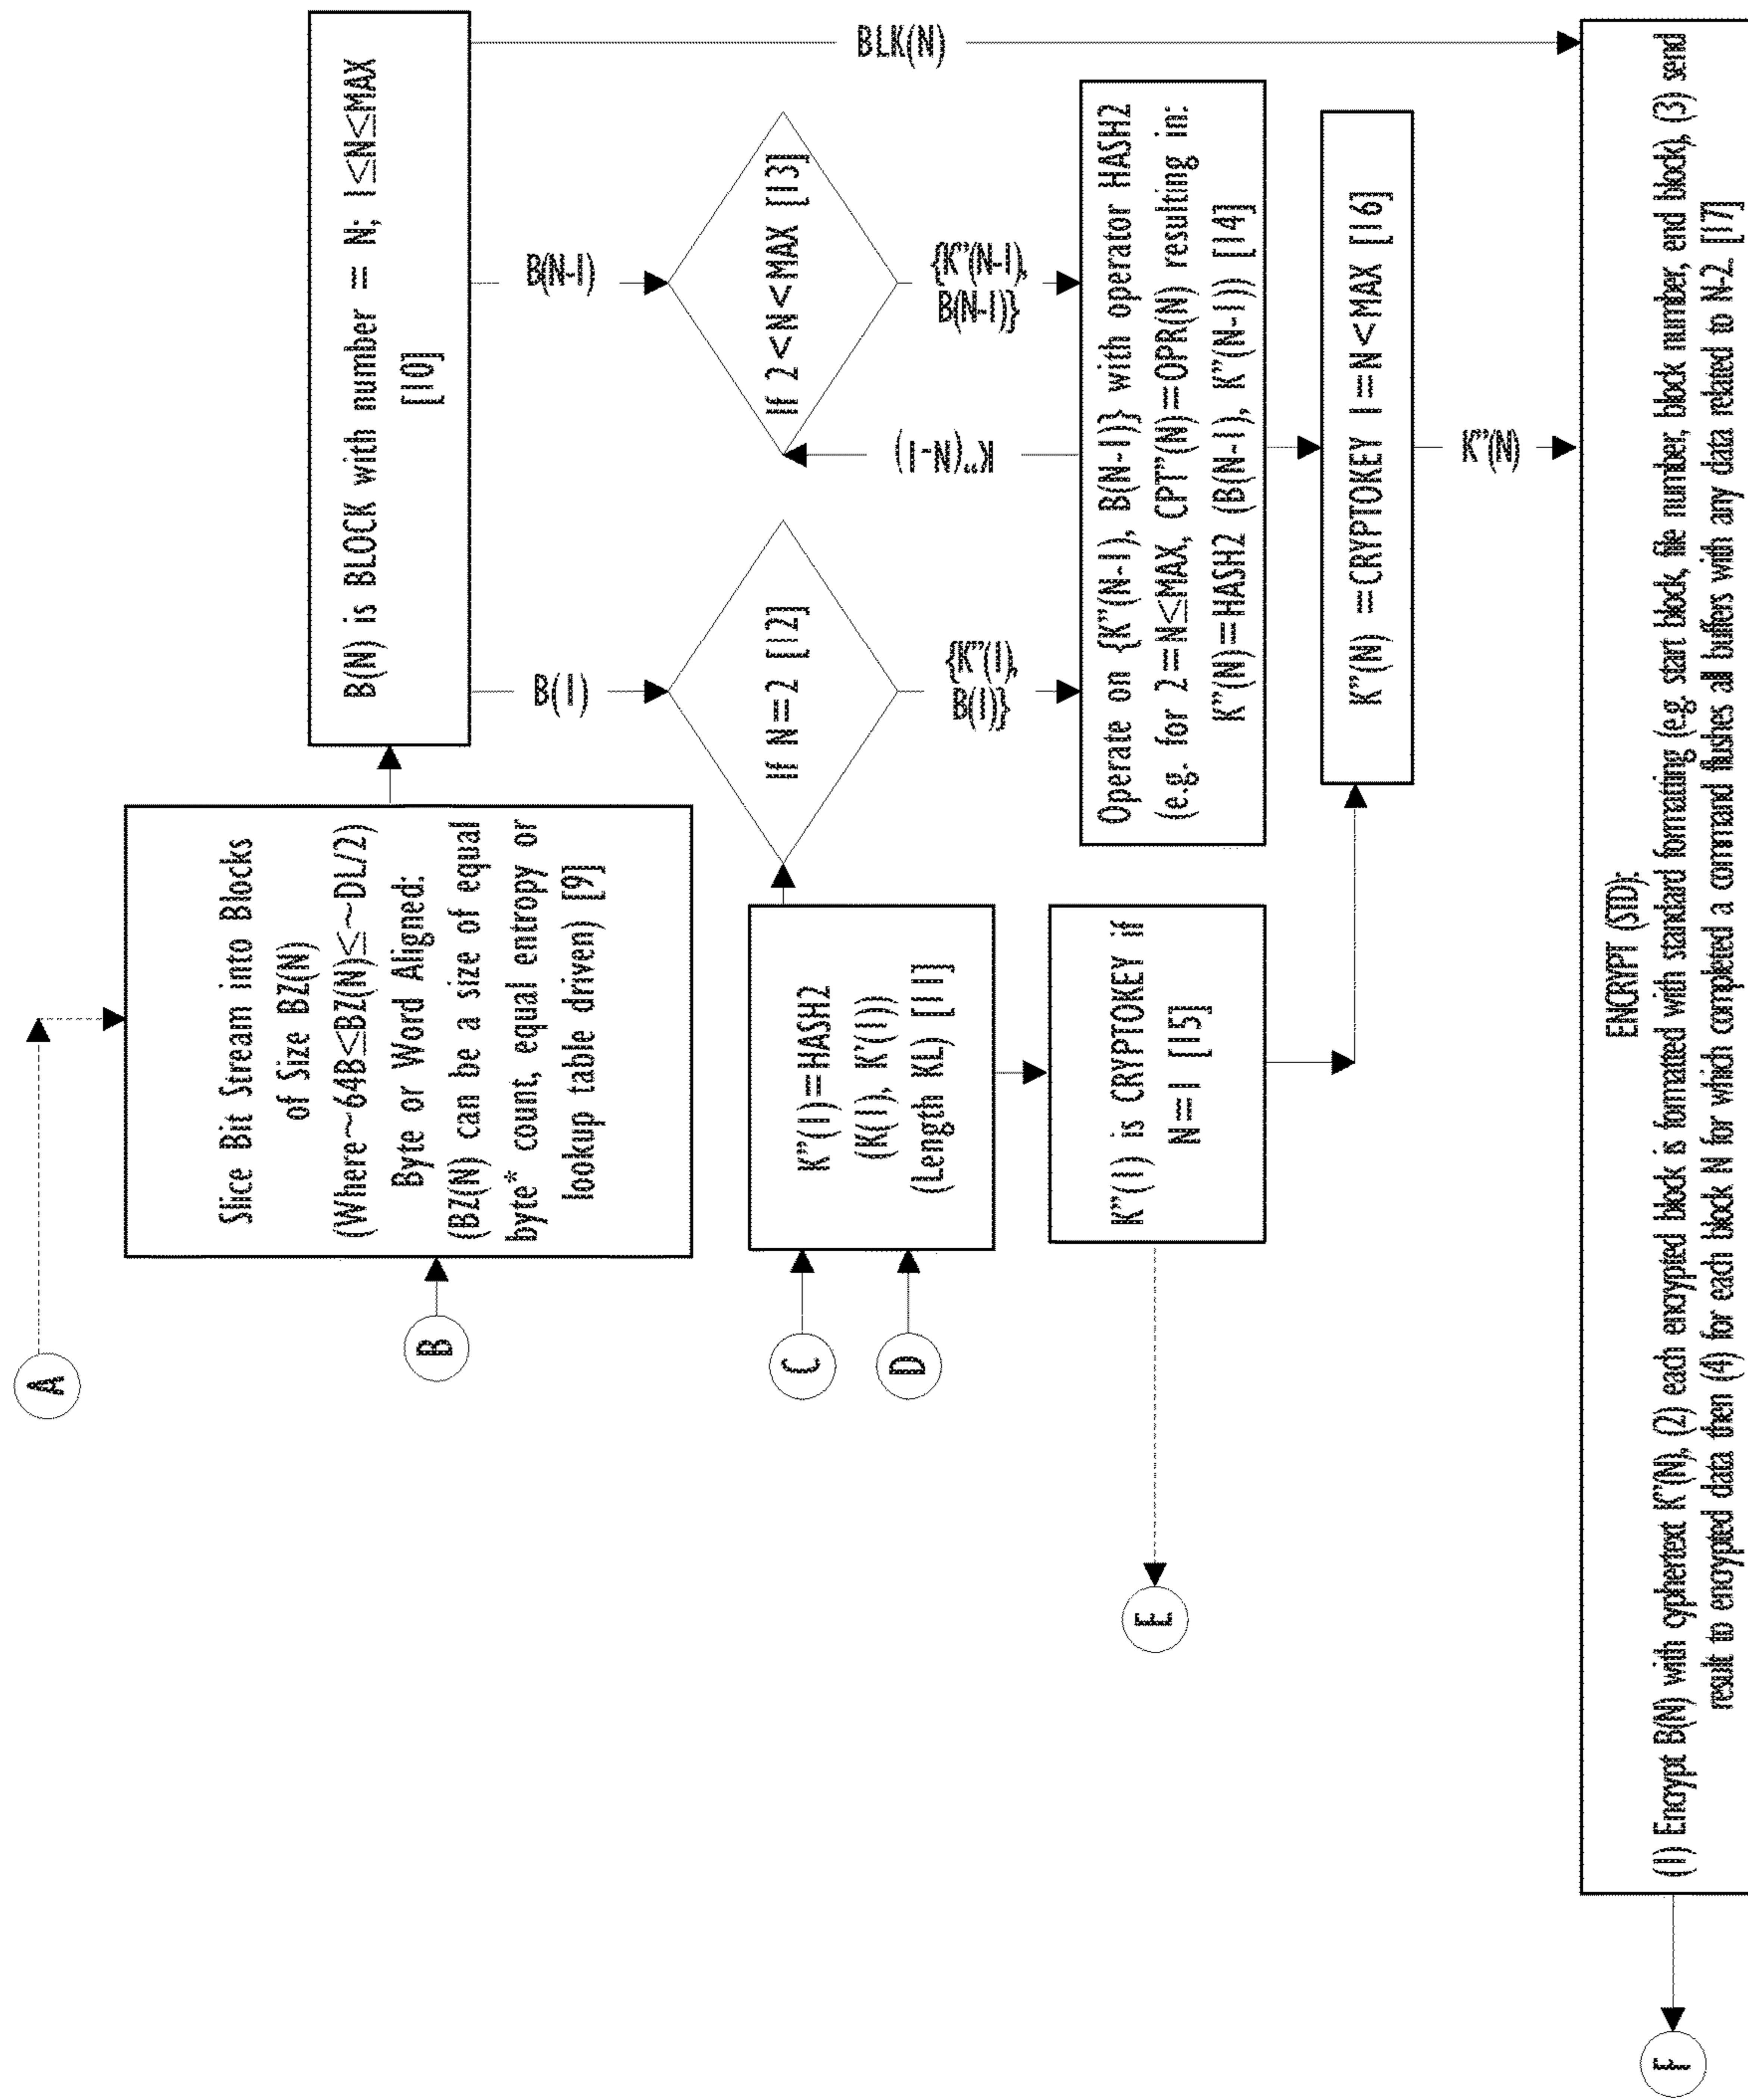 A
B
Slice Bit Stream into Blocks
of Size BZ(N)
(Where~64B≤BZ(N)≤~DL/2)
Byte or Word Aligned:
(BZ(N) can be a size of equal
byte* count, equal entropy or
lookup table driven) [9]
B(N) is BLOCK with number = N; 1≤N≤MAX
[10]
C
D
K"(1)=HASH2
(K(1), K'(1))
(Length KL) [11]
B(1)
If N=2 [12]
{K"(1),
B(1)}
B(N-1)
If 2<N<MAX [13]
{K"(N-1),
B(N-1)}
K"(N-1)
BLK(N)
Operate on {K"(N-1), B(N-1)} with operator HASH2
(e.g. for 2=N≤MAX, CPT"(N)=OPR(N) resulting in:
K"(N)=HASH2 (B(N-1), K"(N-1)) [14]
E
K"(1) is CRYPTOKEY if
N=1 [15]
K"(N) =CRYPTOKEY 1=N<MAX [16]
K"(N)
F
ENCRYPT (STD):
(1) Encrypt B(N) with cyphertext K"(N), (2) each encrypted block is formatted with standard formating (e.g. start block, file number, block number, end block), (3) send
result to encrypted data then (4) for each block N for which completed a command flushes all buffers with any data related to N-2. [17]